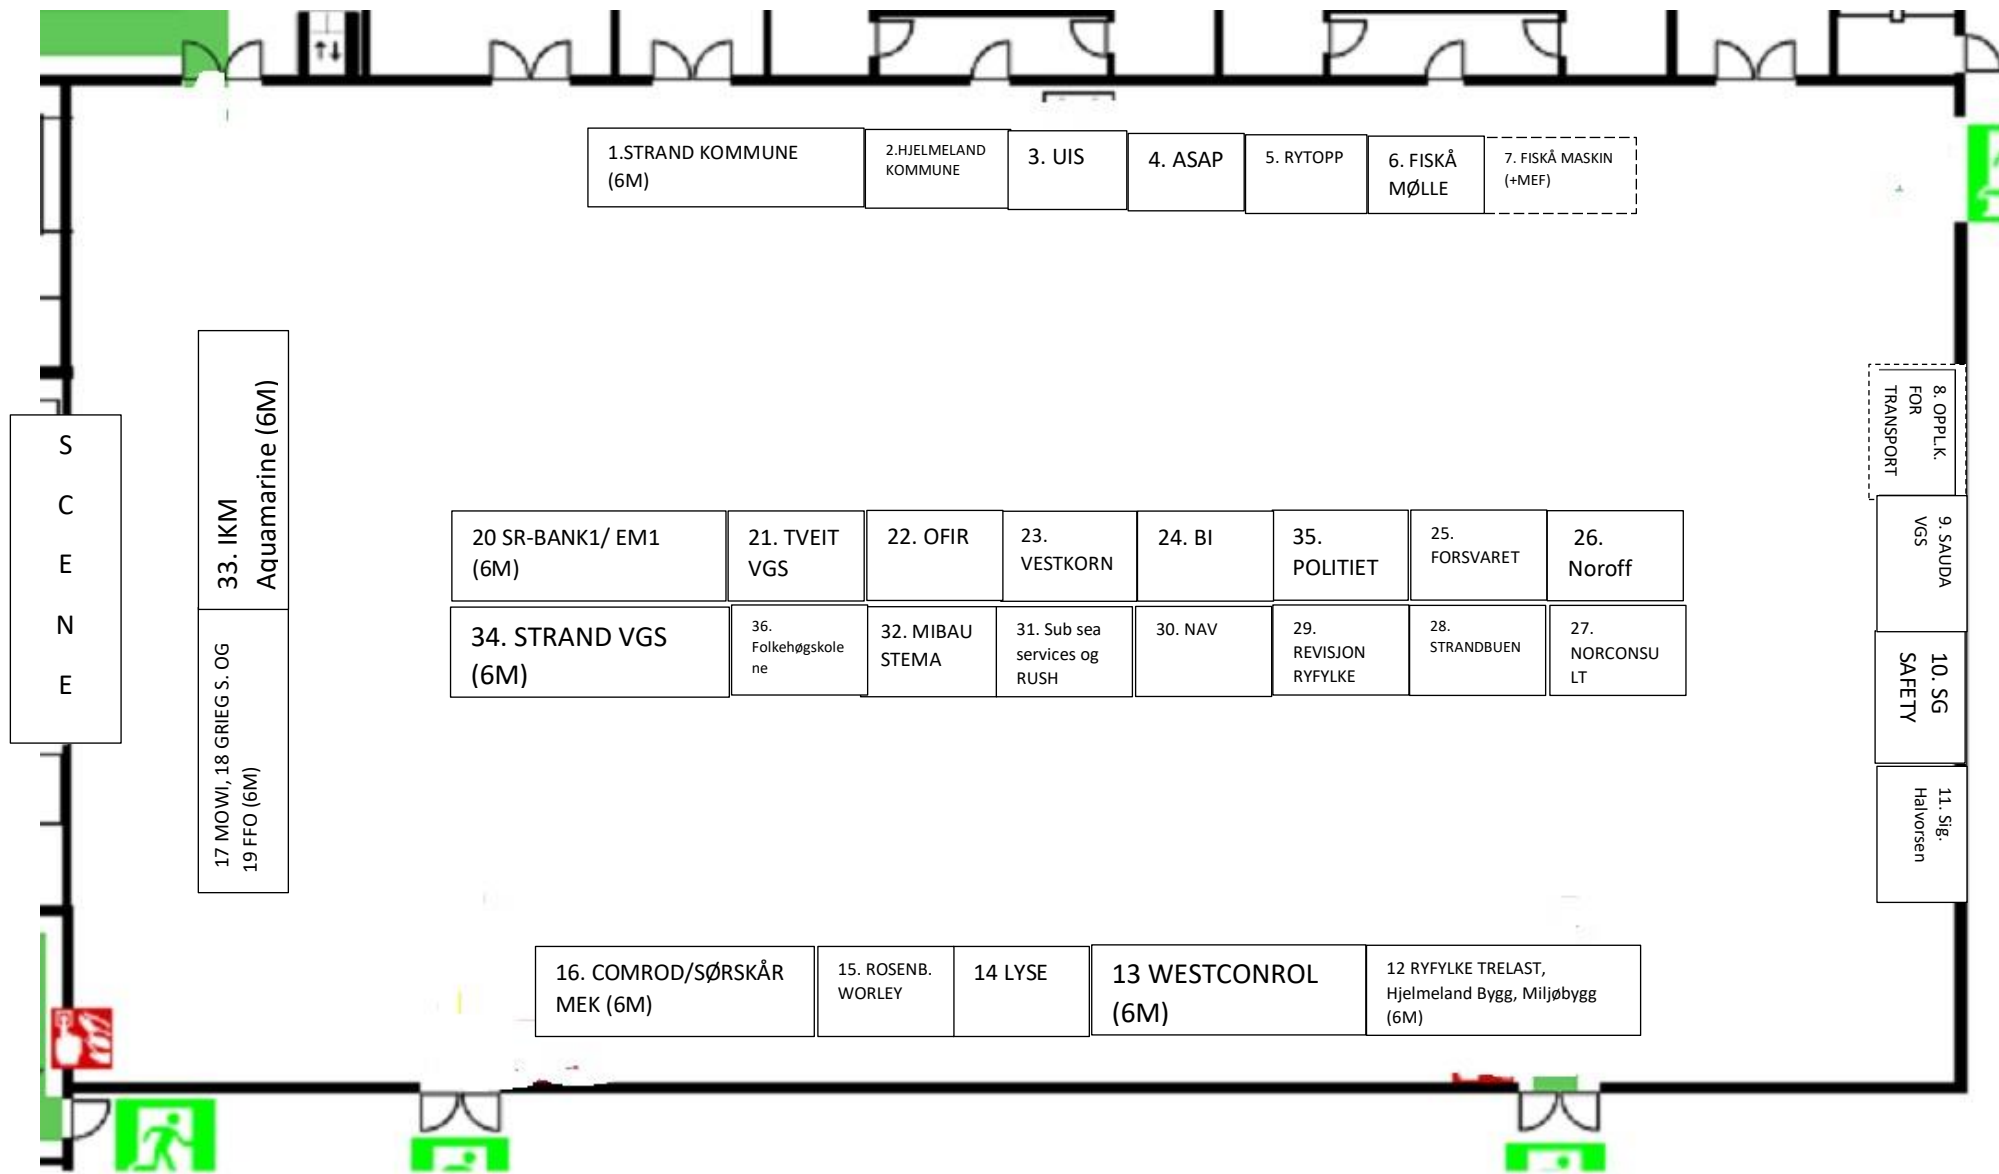 1.STRAND KOMMUNE
(6M)
2.HJELMELAND
KOMMUNE
3. UIS
4. ASAP
5. RYTOPP
6. FISKÅ
MØLLE
7. FISKÅ MASKIN
(+MEF)
8. OPPL.K.
FOR
TRANSPORT
9. SAUDA
VGS
10. SG
SAFETY
11. Sig.
Halvorsen
S
C
E
N
E
33. IKM
Aquamarine (6M)
17 MOWI, 18 GRIEG S. OG
19 FFO (6M)
20 SR-BANK1/ EM1
(6M)
21. TVEIT
VGS
22. OFIR
23.
VESTKORN
24. BI
35.
POLITIET
25.
FORSVARET
26.
Noroff
34. STRAND VGS
(6M)
36.
Folkehøgskole
ne
32. MIBAU
STEMA
31. Sub sea
services og
RUSH
30. NAV
29.
REVISJON
RYFYLKE
28.
STRANDBUEN
27.
NORCONSU
LT
16. COMROD/SØRSKÅR
MEK (6M)
15. ROSENB.
WORLEY
14 LYSE
13 WESTCONROL
(6M)
12 RYFYLKE TRELAST,
Hjelmeland Bygg, Miljøbygg
(6M)